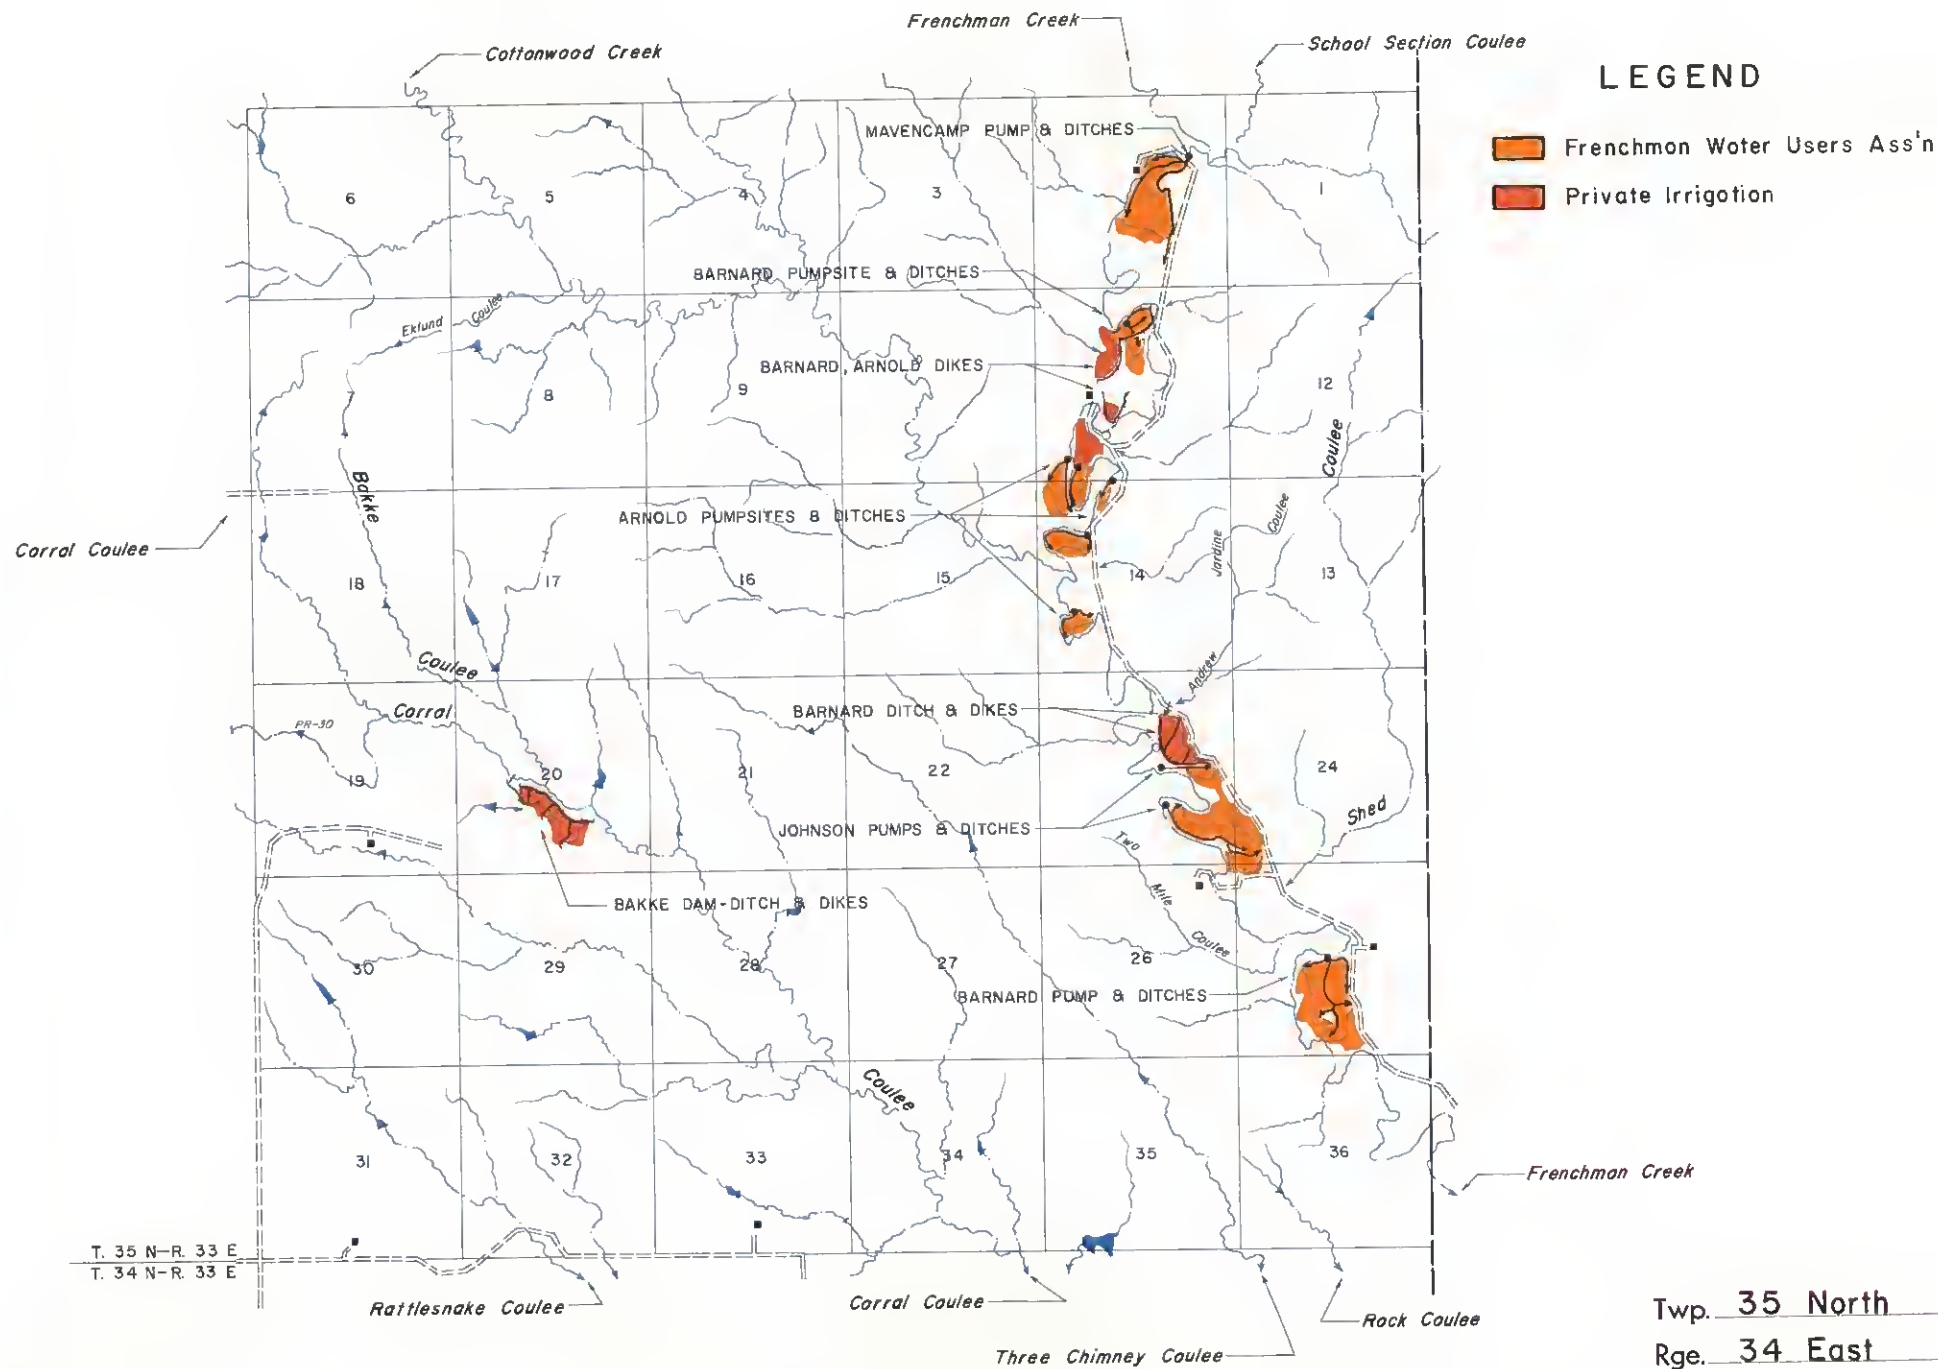 Frenchman Creek
School Section Coulee
Cottonwood Creek
LEGEND
Frenchmon Woter Users Ass'n
Private Irrigotion
MAVENCAMP PUMP & DITCHES
6
5
4
3
1
BARNARD PUMPSITE & DITCHES
Eklund Coulee
BARNARD, ARNOLD DIKES
7
8
9
12
Coulee
Bakke
ARNOLD PUMPSITES & DITCHES
Corral Coulee
Jardine Coulee
18
17
16
15
14
13
Coulee
Andrew
Corral
PR-30
BARNARD DITCH & DIKES
19
20
21
22
24
Shed
JOHNSON PUMPS & DITCHES
Two Mile Coulee
BAKKE DAM-DITCH & DIKES
30
29
28
27
26
BARNARD PUMP & DITCHES
Coulee
31
32
33
34
35
36
Frenchman Creek
T. 35 N-R. 33 E
T. 34 N-R. 33 E
Rattlesnake Coulee
Corral Coulee
Rock Coulee
Three Chimney Coulee
Twp. 35 North
Rge. 34 East